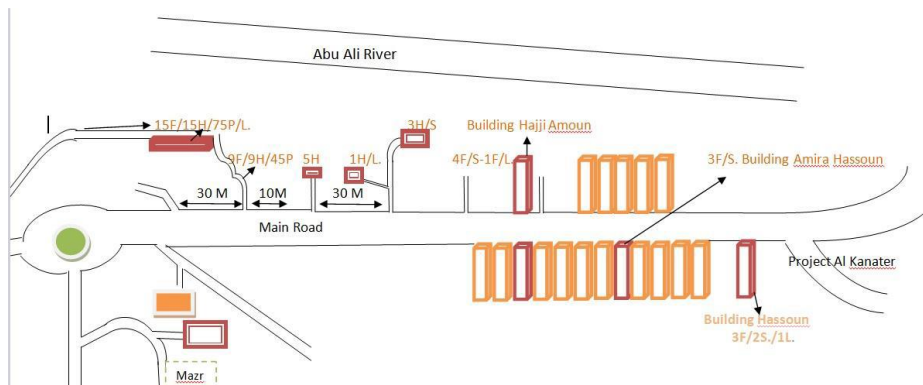 Abu Ali River
15F/15H/75P/L.
3H/S
Building Hajji Amoun
9F/9H/45P
5H
1H/L.
4F/S-1F/L
3F/S. Building Amira Hassoun
30 M
10M
30 M
Main Road
Project Al Kanater
Building Hassoun
3F/2S./1L.
Mazr